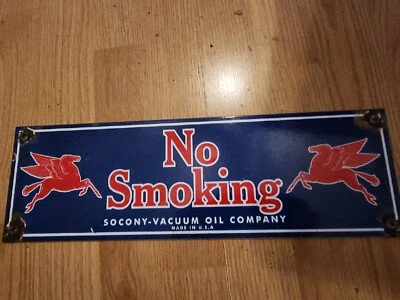 No
Smoking
SOCONY-VACUUM OIL COMPANY
MADE IN U.S.A